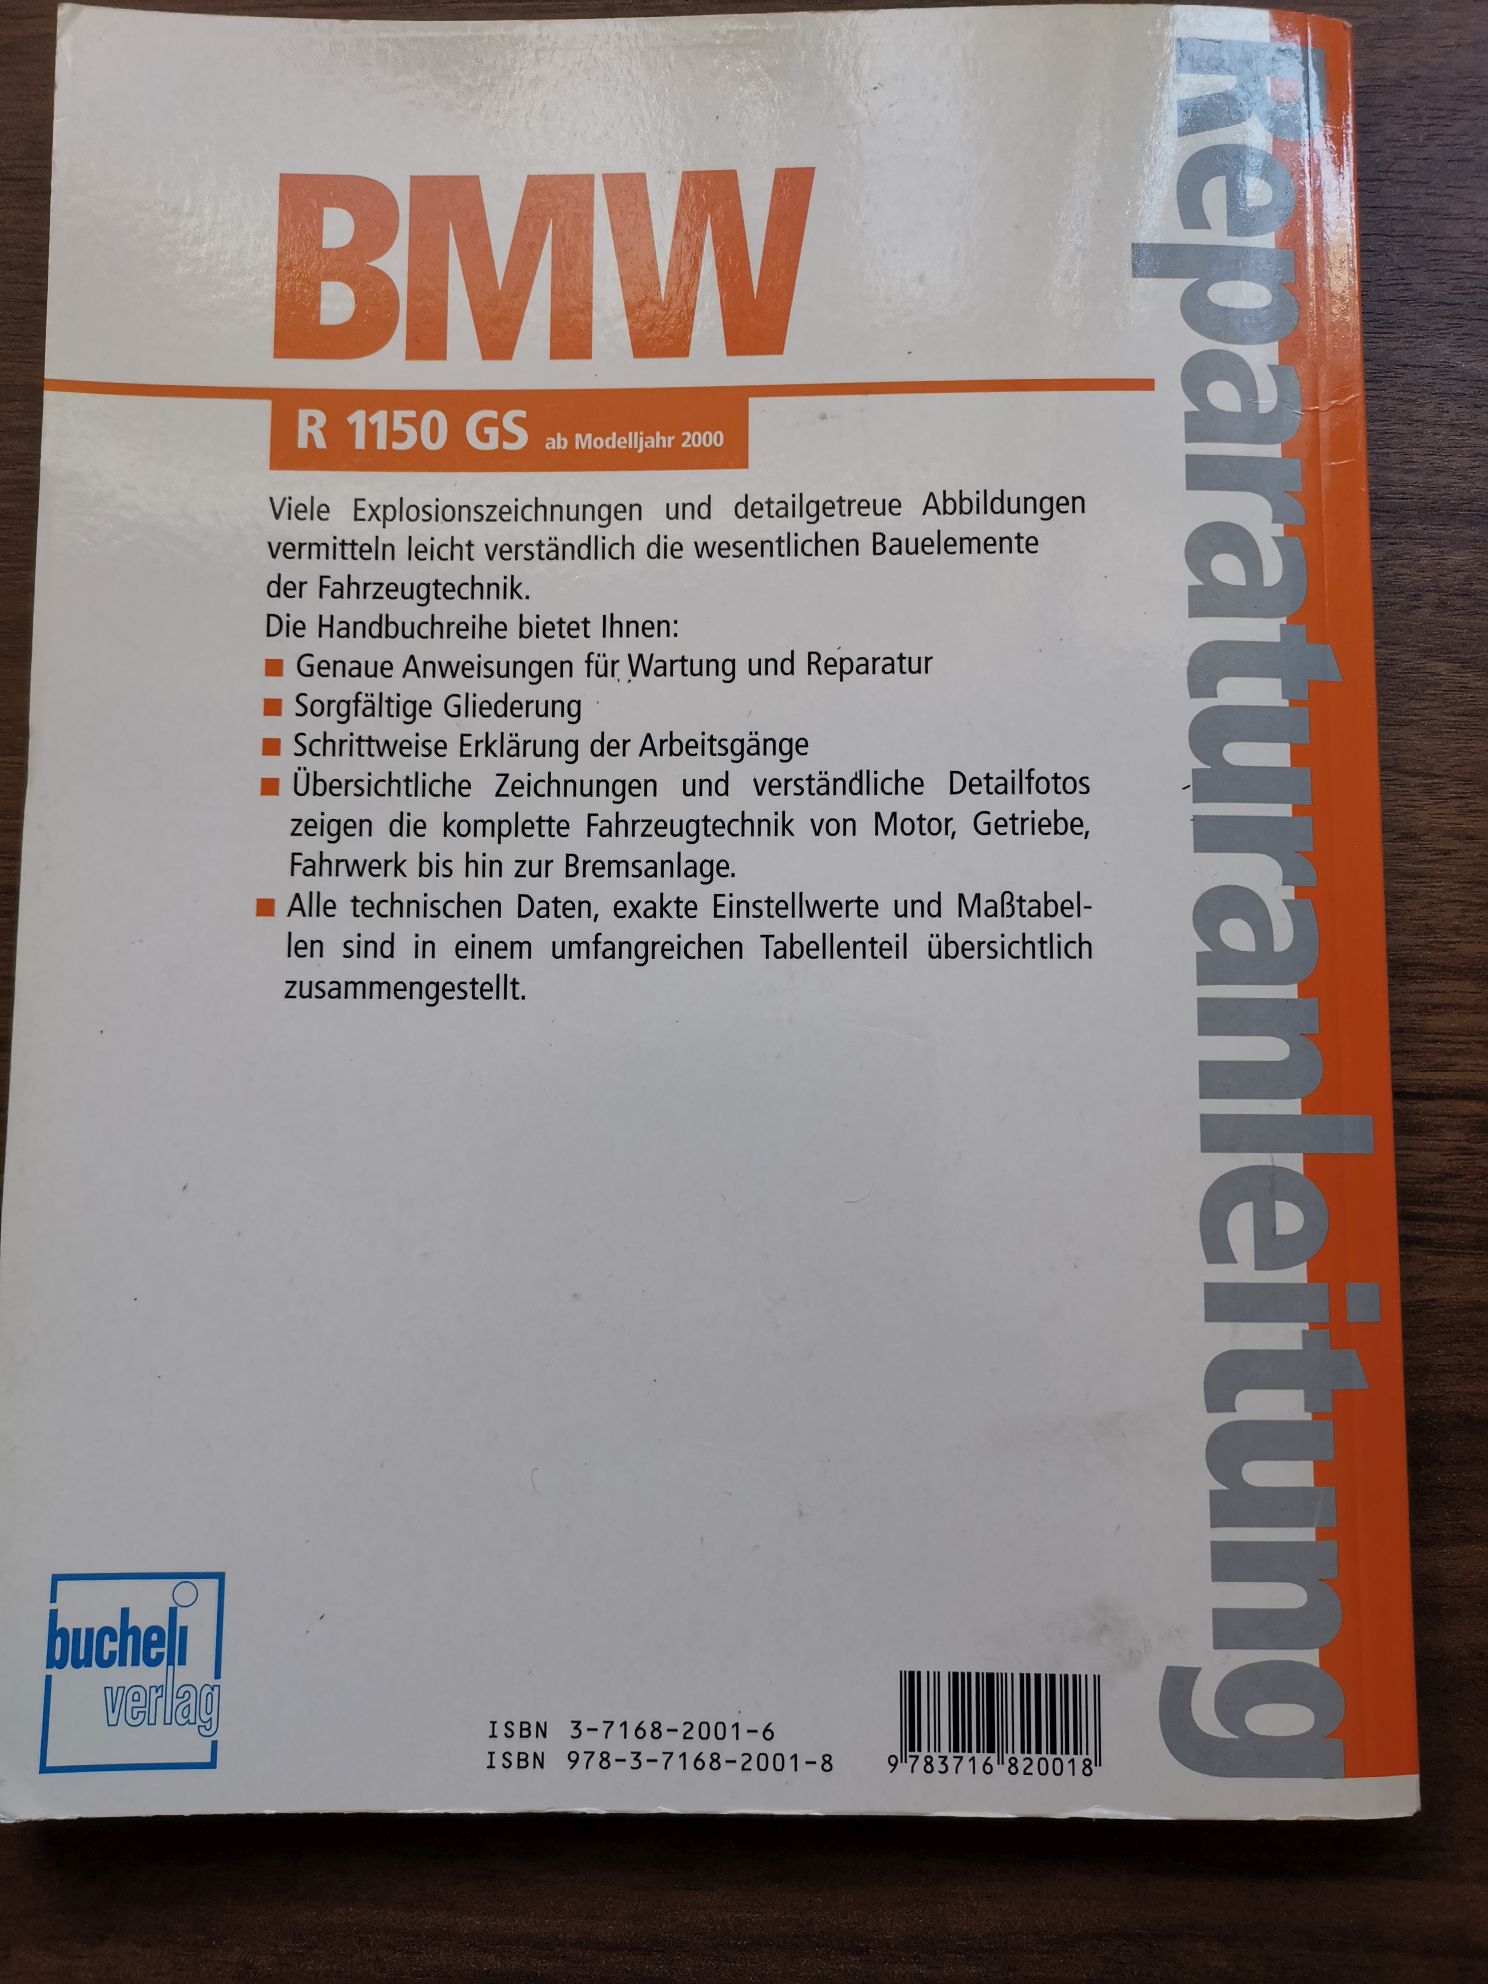 BMW
R 1150 GS ab Modelljahr 2000
Viele Explosionszeichnungen und detailgetreue Abbildungen
vermitteln leicht verständlich die wesentlichen Bauelemente
der Fahrzeugtechnik.
Die Handbuchreihe bietet Ihnen:
■ Genaue Anweisungen für Wartung und Reparatur
■ Sorgfältige Gliederung
■ Schrittweise Erklärung der Arbeitsgänge
■ Übersichtliche Zeichnungen und verständliche Detailfotos
zeigen die komplette Fahrzeugtechnik von Motor, Getriebe,
Fahrwerk bis hin zur Bremsanlage.
■ Alle technischen Daten, exakte Einstellwerte und Maßtabel-
len sind in einem umfangreichen Tabellenteil übersichtlich
zusammengestellt.
Reparaturanleitung
bucheli
verlag
ISBN 3-7168-2001-6
ISBN 978-3-7168-2001-8
9 783716 820018